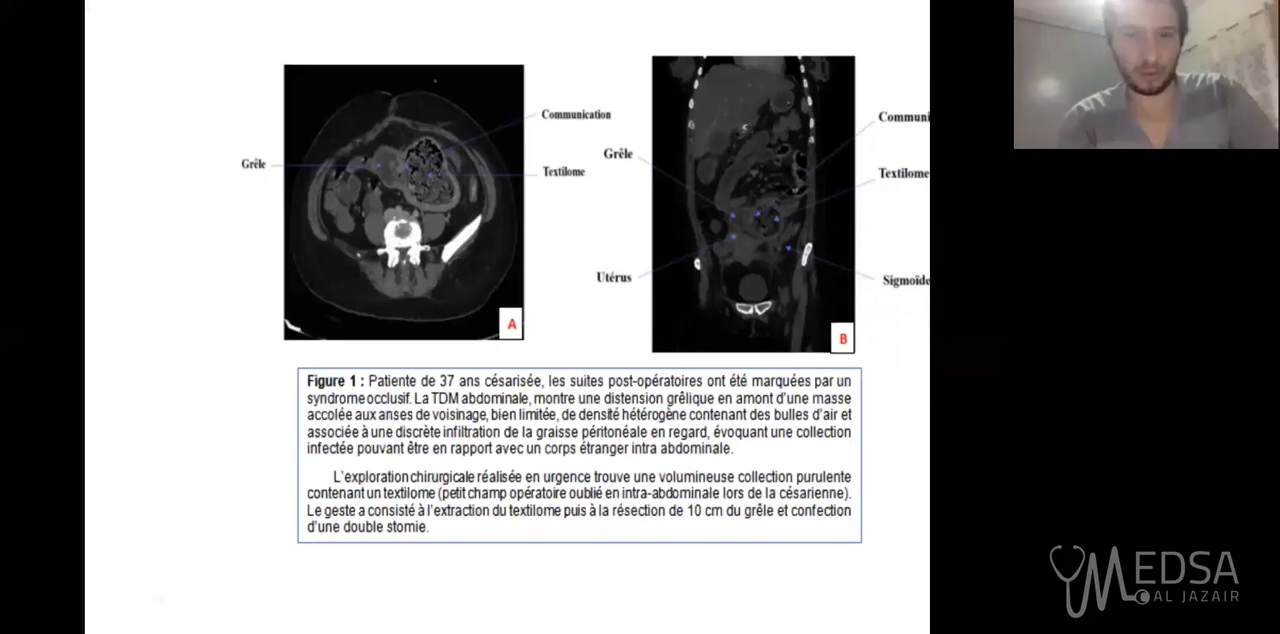 Communication
Grêle
Textilome
A
Communi
Grêle
Textilome
Utérus
Sigmoïde
B
Figure 1 : Patiente de 37 ans césarisée, les suites post-opératoires ont été marquées par un
syndrome occlusif. La TDM abdominale, montre une distension grêlique en amont d'une masse
accolée aux anses de voisinage, bien limitée, de densité hétérogène contenant des bulles d'air et
associée à une discrète infiltration de la graisse péritonéale en regard, évoquant une collection
infectée pouvant être en rapport avec un corps étranger intra abdominale.
L'exploration chirurgicale réalisée en urgence trouve une volumineuse collection purulente
contenant un textilome (petit champ opératoire oublié en intra-abdominale lors de la césarienne).
Le geste a consisté à l'extraction du textilome puis à la résection de 10 cm du grêle et confection
d'une double stomie.
MEDSA
AL JAZAIR